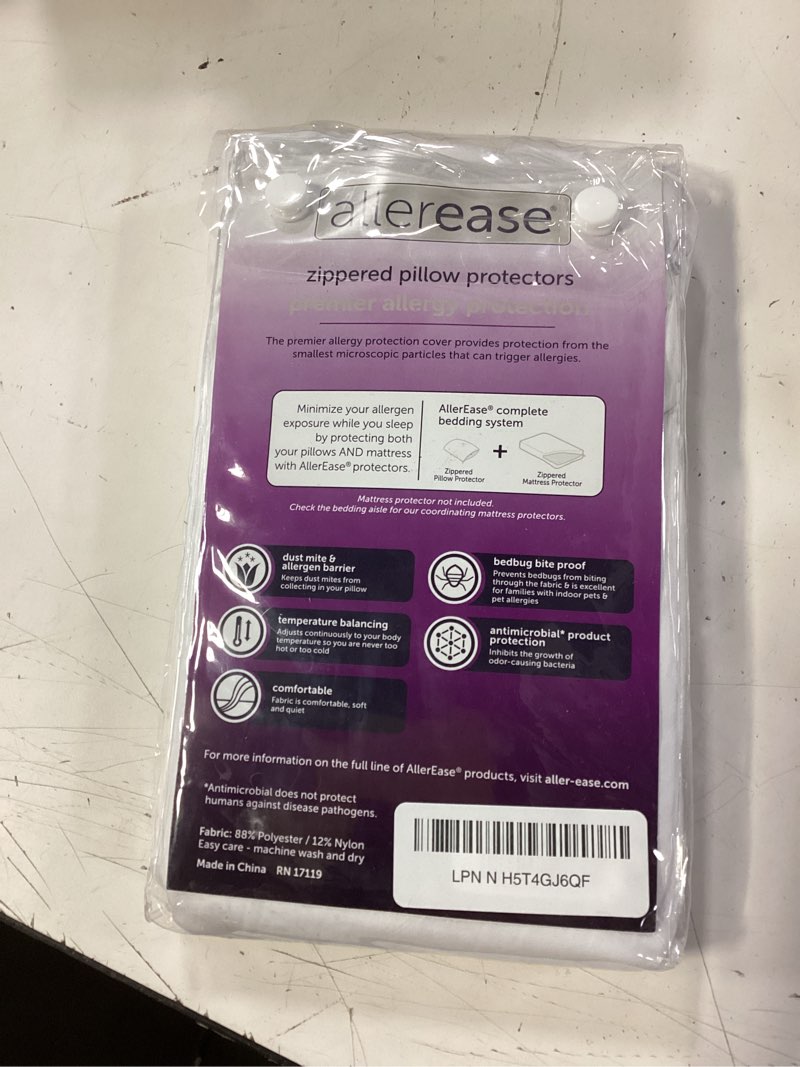 allerease®
zippered pillow protectors
premier allergy protection
The premier allergy protection cover provides protection from the
smallest microscopic particles that can trigger allergies.
Minimize your allergen
exposure while you sleep
by protecting both
your pillows AND mattress
with AllerEase® protectors.
AllerEase® complete
bedding system
Zippered
Pillow Protector
+
Zippered
Mattress Protector
Mattress protector not included.
Check the bedding aisle for our coordinating mattress protectors.
dust mite &
allergen barrier
Keeps dust mites from
collecting in your pillow
bedbug bite proof
Prevents bedbugs from biting
through the fabric & is excellent
for families with indoor pets &
pet allergies
temperature balancing
Adjusts continuously to your body
temperature so you are never too
hot or too cold
antimicrobial* product
protection
Inhibits the growth of
odor-causing bacteria
comfortable
Fabric is comfortable, soft
and quiet
For more information on the full line of AllerEase® products, visit aller-ease.com
*Antimicrobial does not protect
humans against disease pathogens.
Fabric: 88% Polyester / 12% Nylon
Easy care - machine wash and dry
Made in China RN 17119
LPN N H5T4GJ6QF